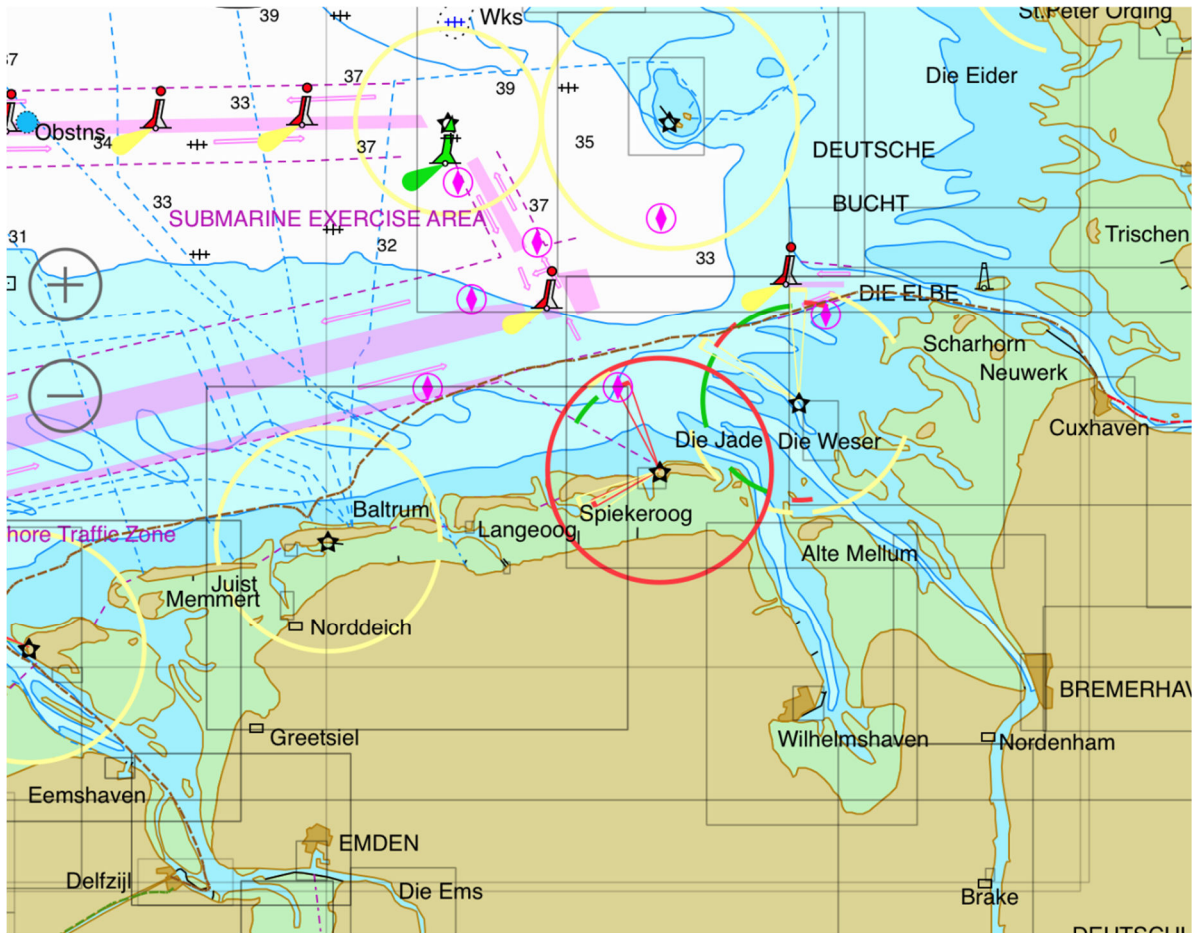 39
Wks
St.Peter Ording
37
37
39
Die Eider
33
Obstns
34
37
35
DEUTSCHE
33
37
BUCHT
SUBMARINE EXERCISE AREA
31
32
33
Trischen
DIE ELBE
Scharhorn
Neuwerk
Cuxhaven
Die Jade
Die Weser
Baltrum
Spiekeroog
Langeoog
hore Traffic Zone
Alte Mellum
Juist
Memmert
Norddeich
BREMERHAV
Greetsiel
Wilhelmshaven
Nordenham
Eemshaven
EMDEN
Delfzijl
Die Ems
Brake